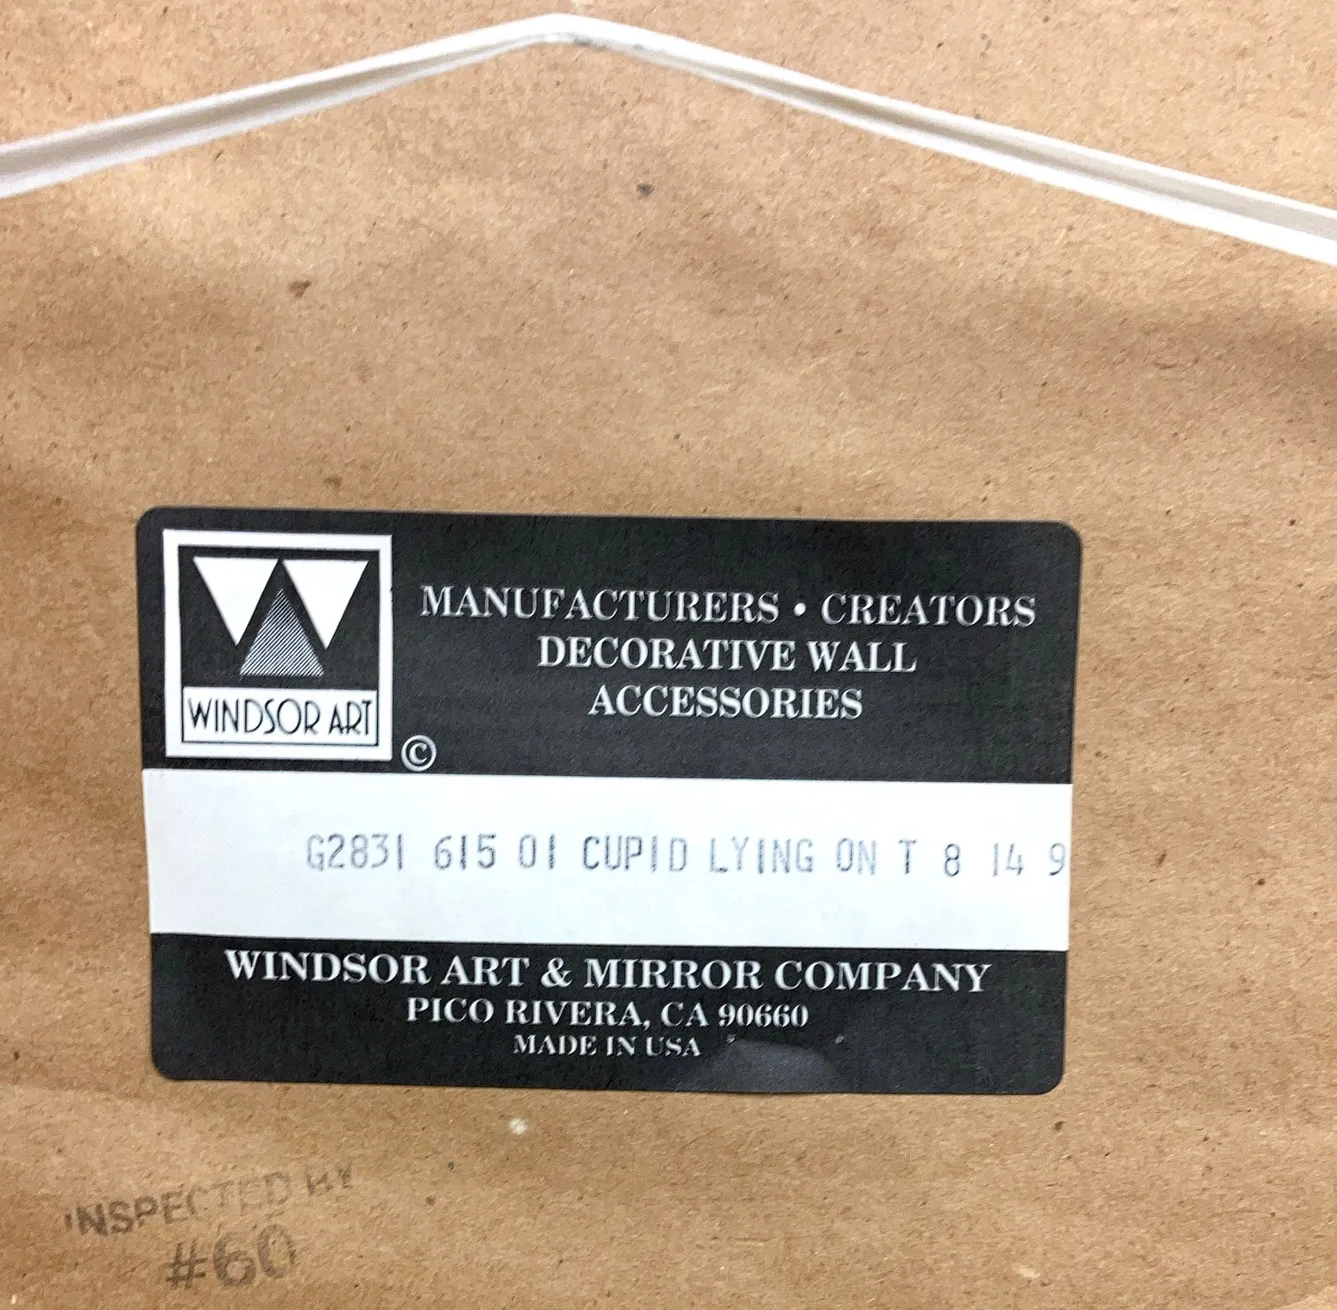 WINDSOR ART
©
MANUFACTURERS • CREATORS
DECORATIVE WALL
ACCESSORIES
G2831 615 01 CUPID LYING ON T 8 14 9
WINDSOR ART & MIRROR COMPANY
PICO RIVERA, CA 90660
MADE IN USA
INSPECTED BY
#60